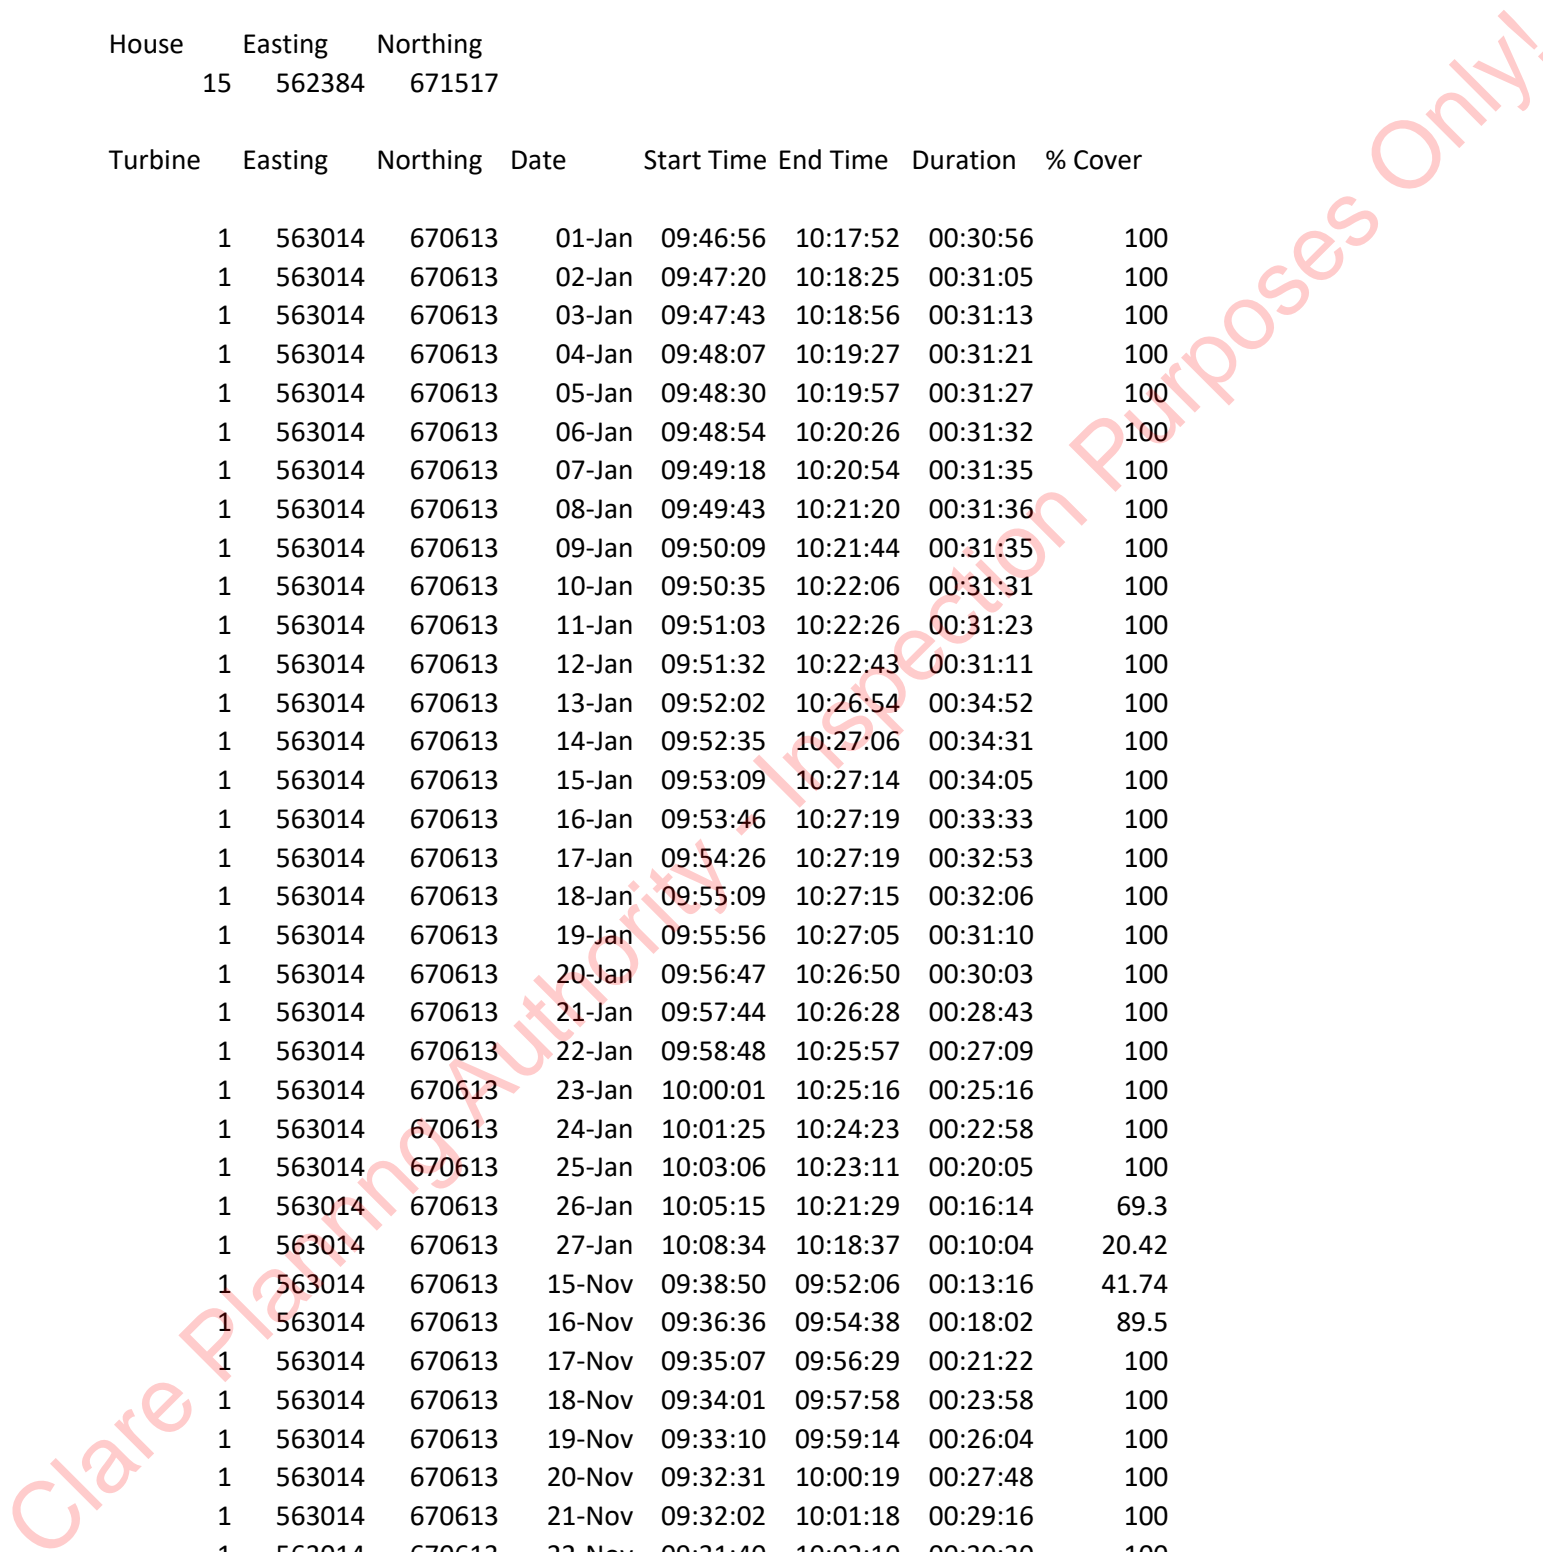 House Easting Northing
15 562384 671517
Turbine Easting Northing Date Start Time End Time Duration % Cover
1 563014 670613 01-Jan 09:46:56 10:17:52 00:30:56 100
1 563014 670613 02-Jan 09:47:20 10:18:25 00:31:05 100
1 563014 670613 03-Jan 09:47:43 10:18:56 00:31:13 100
1 563014 670613 04-Jan 09:48:07 10:19:27 00:31:21 100
1 563014 670613 05-Jan 09:48:30 10:19:57 00:31:27 100
1 563014 670613 06-Jan 09:48:54 10:20:26 00:31:32 100
1 563014 670613 07-Jan 09:49:18 10:20:54 00:31:35 100
1 563014 670613 08-Jan 09:49:43 10:21:20 00:31:36 100
1 563014 670613 09-Jan 09:50:09 10:21:44 00:31:35 100
1 563014 670613 10-Jan 09:50:35 10:22:06 00:31:31 100
1 563014 670613 11-Jan 09:51:03 10:22:26 00:31:23 100
1 563014 670613 12-Jan 09:51:32 10:22:43 00:31:11 100
1 563014 670613 13-Jan 09:52:02 10:26:54 00:34:52 100
1 563014 670613 14-Jan 09:52:35 10:27:06 00:34:31 100
1 563014 670613 15-Jan 09:53:09 10:27:14 00:34:05 100
1 563014 670613 16-Jan 09:53:46 10:27:19 00:33:33 100
1 563014 670613 17-Jan 09:54:26 10:27:19 00:32:53 100
1 563014 670613 18-Jan 09:55:09 10:27:15 00:32:06 100
1 563014 670613 19-Jan 09:55:56 10:27:05 00:31:10 100
1 563014 670613 20-Jan 09:56:47 10:26:50 00:30:03 100
1 563014 670613 21-Jan 09:57:44 10:26:28 00:28:43 100
1 563014 670613 22-Jan 09:58:48 10:25:57 00:27:09 100
1 563014 670613 23-Jan 10:00:01 10:25:16 00:25:16 100
1 563014 670613 24-Jan 10:01:25 10:24:23 00:22:58 100
1 563014 670613 25-Jan 10:03:06 10:23:11 00:20:05 100
1 563014 670613 26-Jan 10:05:15 10:21:29 00:16:14 69.3
1 563014 670613 27-Jan 10:08:34 10:18:37 00:10:04 20.42
1 563014 670613 15-Nov 09:38:50 09:52:06 00:13:16 41.74
1 563014 670613 16-Nov 09:36:36 09:54:38 00:18:02 89.5
1 563014 670613 17-Nov 09:35:07 09:56:29 00:21:22 100
1 563014 670613 18-Nov 09:34:01 09:57:58 00:23:58 100
1 563014 670613 19-Nov 09:33:10 09:59:14 00:26:04 100
1 563014 670613 20-Nov 09:32:31 10:00:19 00:27:48 100
1 563014 670613 21-Nov 09:32:02 10:01:18 00:29:16 100
1 563014 670613
Clare Planning Authority - Inspection Purposes Only!